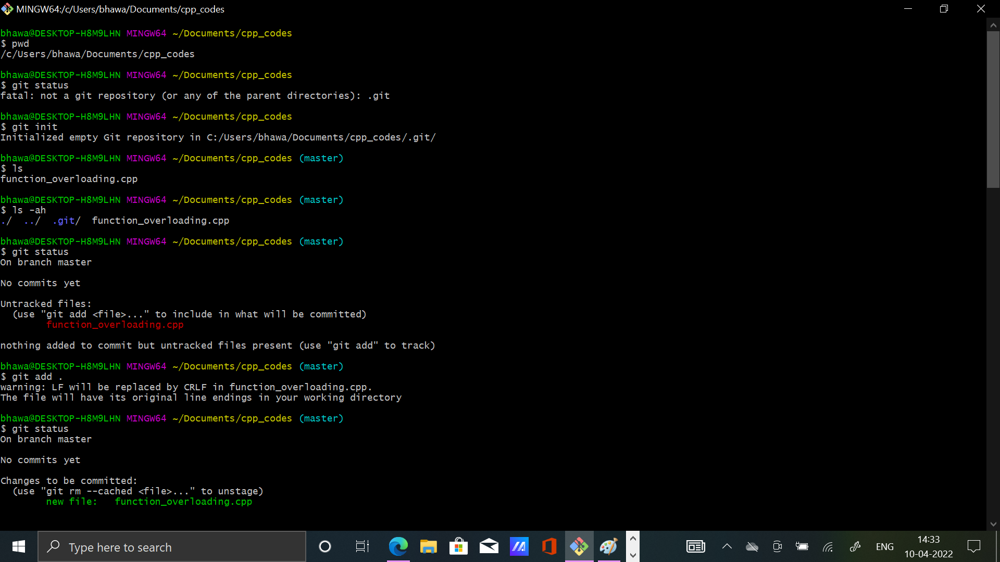 MINGW64:/c/Users/bhawa/Documents/cpp_codes
bhawa@DESKTOP-H8M9LHN MINGW64 ~/Documents/cpp_codes
$ pwd
/c/Users/bhawa/Documents/cpp_codes
bhawa@DESKTOP-H8M9LHN MINGW64 ~/Documents/cpp_codes
$ git status
fatal: not a git repository (or any of the parent directories): .git
bhawa@DESKTOP-H8M9LHN MINGW64 ~/Documents/cpp_codes
$ git init
Initialized empty Git repository in C:/Users/bhawa/Documents/cpp_codes/.git/
bhawa@DESKTOP-H8M9LHN MINGW64 ~/Documents/cpp_codes (master)
$ ls
function_overloading.cpp
bhawa@DESKTOP-H8M9LHN MINGW64 ~/Documents/cpp_codes (master)
$ ls -ah
./  ../  .git/  function_overloading.cpp
bhawa@DESKTOP-H8M9LHN MINGW64 ~/Documents/cpp_codes (master)
$ git status
On branch master
No commits yet
Untracked files:
  (use "git add <file>..." to include in what will be committed)
        function_overloading.cpp
nothing added to commit but untracked files present (use "git add" to track)
bhawa@DESKTOP-H8M9LHN MINGW64 ~/Documents/cpp_codes (master)
$ git add .
warning: LF will be replaced by CRLF in function_overloading.cpp.
The file will have its original line endings in your working directory
bhawa@DESKTOP-H8M9LHN MINGW64 ~/Documents/cpp_codes (master)
$ git status
On branch master
No commits yet
Changes to be committed:
  (use "git rm --cached <file>..." to unstage)
        new file:   function_overloading.cpp
Type here to search
ENG
14:33
10-04-2022